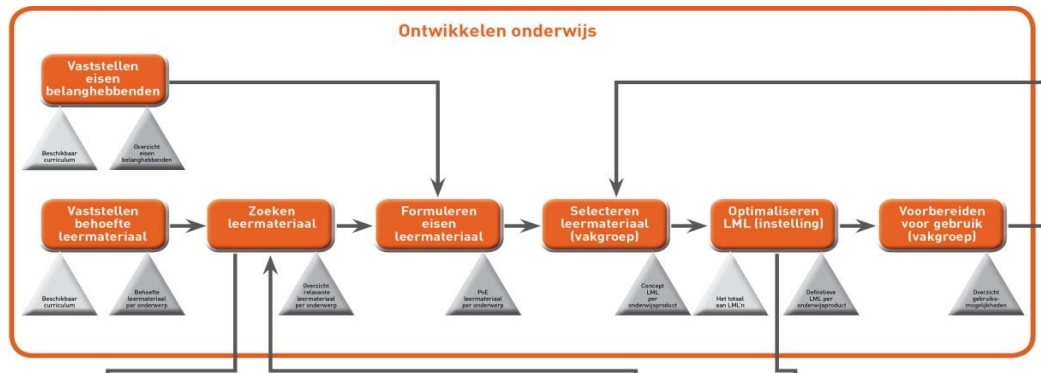 Ontwikkelen onderwijs
Vaststellen
eisen
belanghebbenden
Beschikbaar
curriculum
Overzicht
eisen
belanghebbenden
Vaststellen
behoefte
leermateriaal
Zoeken
leermateriaal
Formuleren
eisen
leermateriaal
Selecteren
leermateriaal
(vakgroep)
Optimaliseren
LML (instelling)
Voorbereiden
voor gebruik
(vakgroep)
Beschikbaar
curriculum
Behoefte
leermateriaal
per onderwerp
Overzicht
relevante
leermateriaal
per onderwerp
PvE
leermateriaal
per onderwerp
Concept
LML
per
onderwijsproduct
Het totaal
aan LML'n
Definitieve
LML per
onderwijsproduct
Overzicht
gebruiks-
mogelijkheden